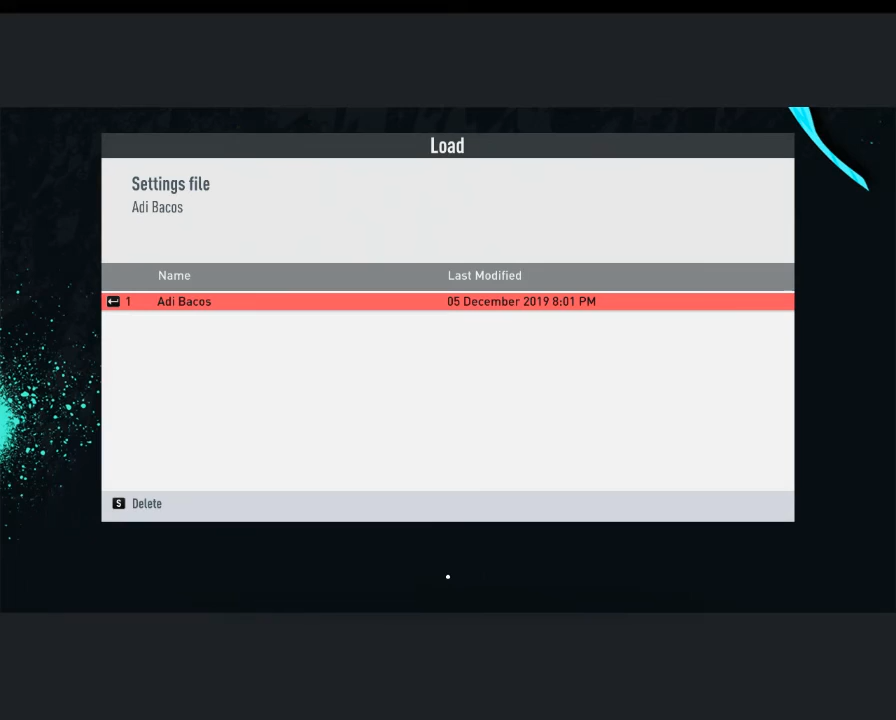 Load
Settings file
Adi Bacos
Name Last Modified
1 Adi Bacos 05 December 2019 8:01 PM
S Delete